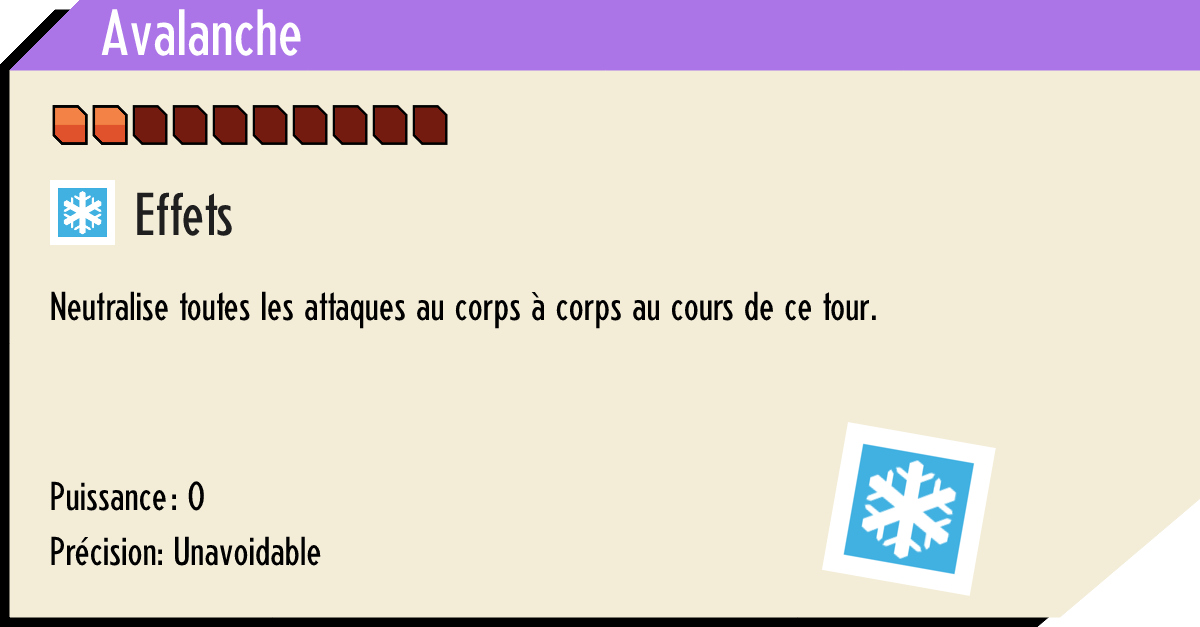 Avalanche
Effets
Neutralise toutes les attaques au corps à corps au cours de ce tour.
Puissance: 0
Précision: Unavoidable